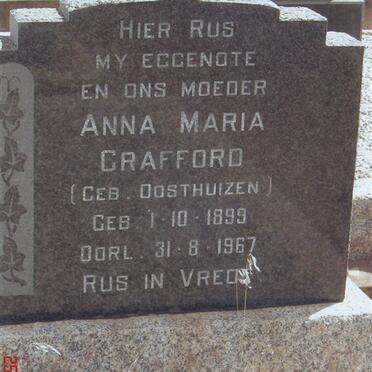 HIER RUS
MY EGGENOTE
EN ONS MOEDER
ANNA MARIA
GRAFFORD
(GEB. OOSTHUIZEN)
GEB. 1-10-1899
OORL. 31-8-1967
RUS IN VREDE